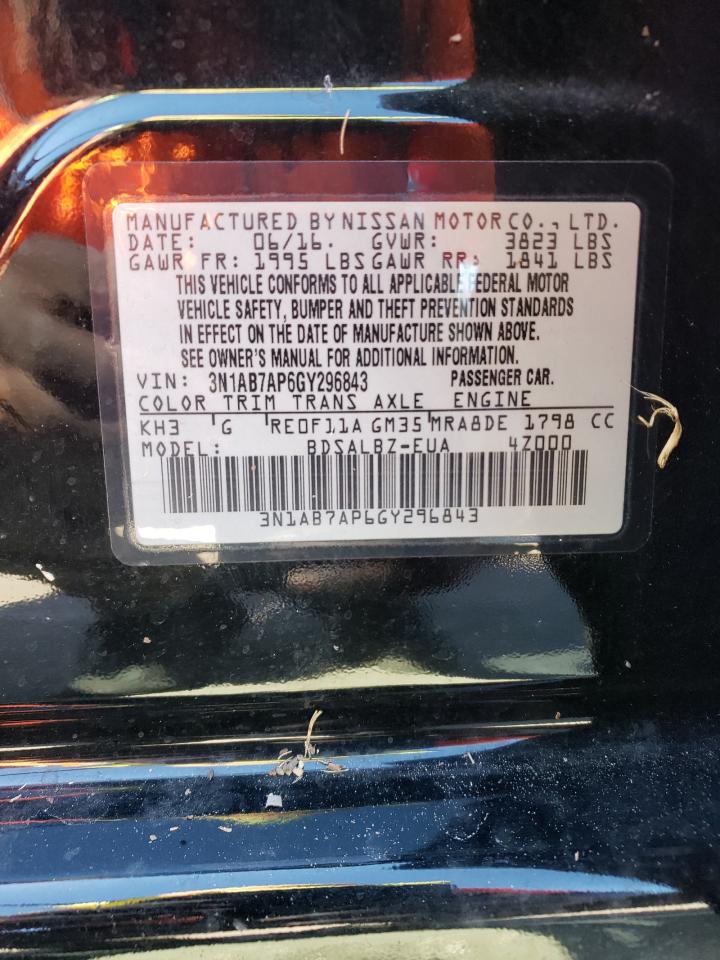 MANUFACTURED BY NISSAN MOTOR CO., LTD.
DATE: 06/16. GVWR: 3823 LBS
GAWR FR: 1995 LBS GAWR RR: 1841 LBS
THIS VEHICLE CONFORMS TO ALL APPLICABLE FEDERAL MOTOR
VEHICLE SAFETY, BUMPER AND THEFT PREVENTION STANDARDS
IN EFFECT ON THE DATE OF MANUFACTURE SHOWN ABOVE.
SEE OWNER'S MANUAL FOR ADDITIONAL INFORMATION.
VIN: 3N1AB7AP6GY296843 PASSENGER CAR.
COLOR TRIM TRANS AXLE ENGINE
KH3 G RE0F11A GM35 MRA8DE 1798 CC
MODEL: BDSALBZ-EUA 4Z000
3N1AB7AP6GY296843